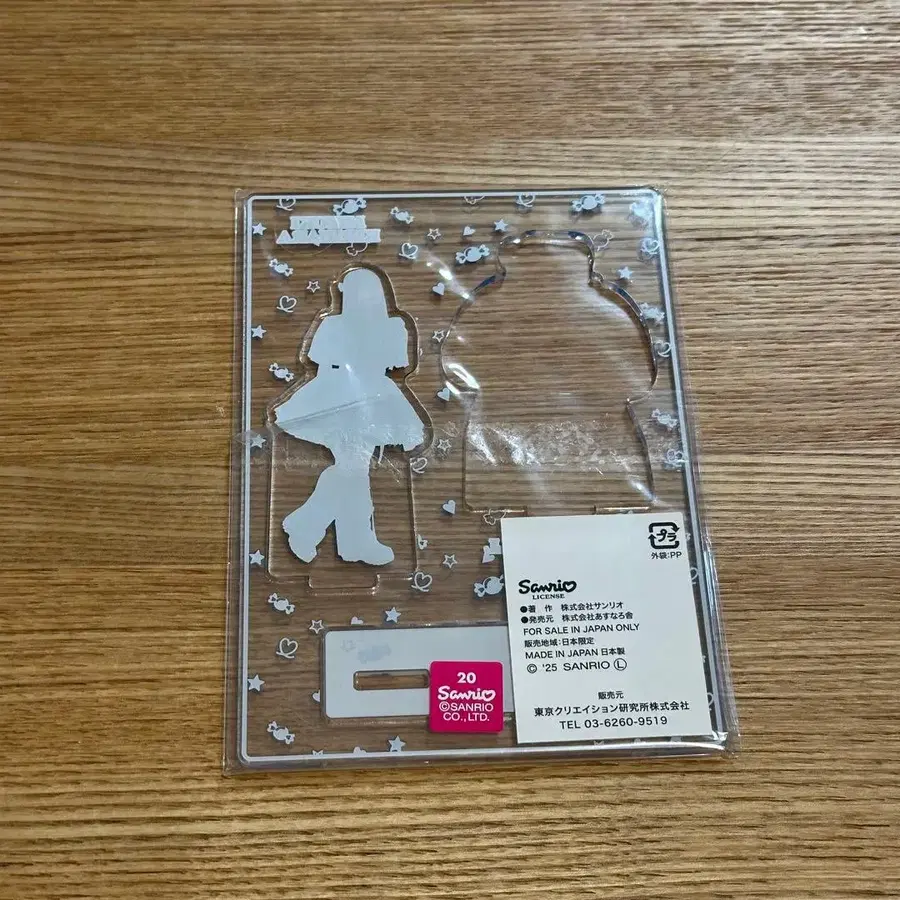 プラ
外袋:PP
Sanrio
LICENSE
●著 作 株式会社サンリオ
●発売元 株式会社あすなろ舎
FOR SALE IN JAPAN ONLY
販売地域:日本限定
MADE IN JAPAN 日本製
© '25 SANRIO Ⓛ
販売元
東京クリエイション研究所株式会社
TEL 03-6260-9519
20
Sanrio
©SANRIO
CO., LTD.